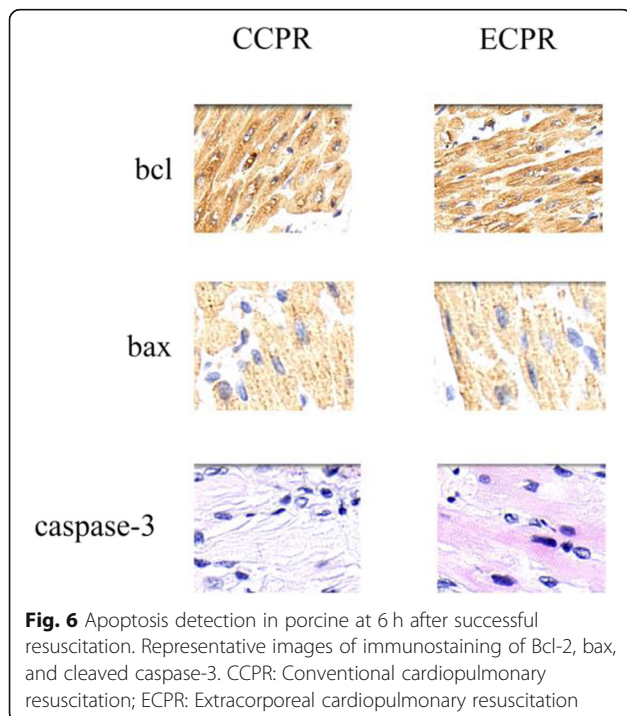 CCPR ECPR
bcl
bax
caspase-3
Fig. 6 Apoptosis detection in porcine at 6 h after successful
resuscitation. Representative images of immunostaining of Bcl-2, bax,
and cleaved caspase-3. CCPR: Conventional cardiopulmonary
resuscitation; ECPR: Extracorporeal cardiopulmonary resuscitation